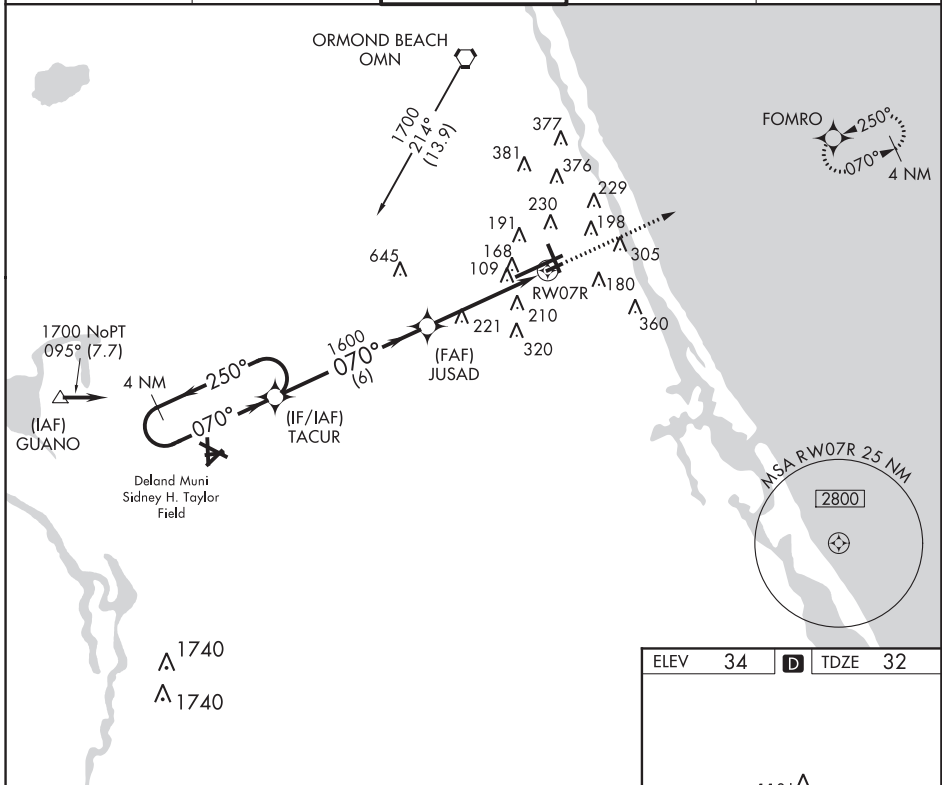 ORMOND BEACH
OMN
1700
214°
(13.9)
FOMRO
250°
070°
4 NM
377
381
376
229
230
191
198
645
168
305
109
RW07R
180
210
221
360
320
1700 NoPT
095° (7.7)
1600
070°
(6)
(FAF)
JUSAD
4 NM
250°
070°
(IAF)
GUANO
(IF/IAF)
TACUR
Deland Muni
Sidney H. Taylor
Field
MSA RW07R 25 NM
2800
1740
1740
ELEV 34 D TDZE 32